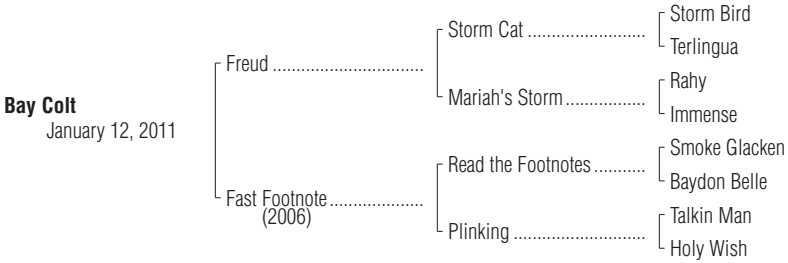 Storm Bird
Storm Cat ........................
Terlingua
Freud ...............................
Rahy
Mariah's Storm ................
Immense
Bay Colt
January 12, 2011
Smoke Glacken
Read the Footnotes ...........
Baydon Belle
Fast Footnote ...................
(2006)
Talkin Man
Plinking ...........................
Holy Wish